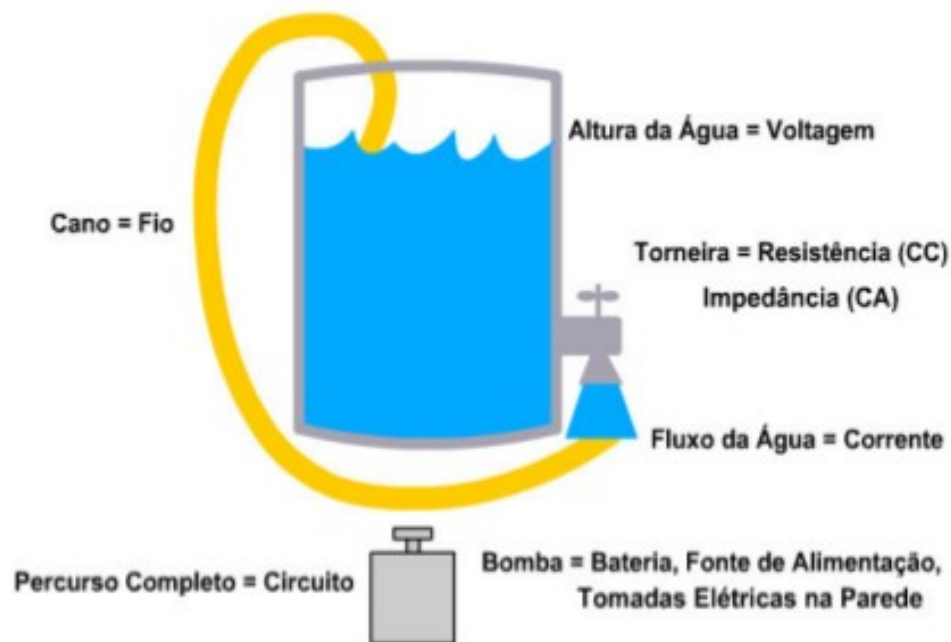 Altura da Água = Voltagem
Cano = Fio
Torneira = Resistência (CC)
Impedância (CA)
Fluxo da Água = Corrente
Percurso Completo = Circuito
Bomba = Bateria, Fonte de Alimentação,
Tomadas Elétricas na Parede